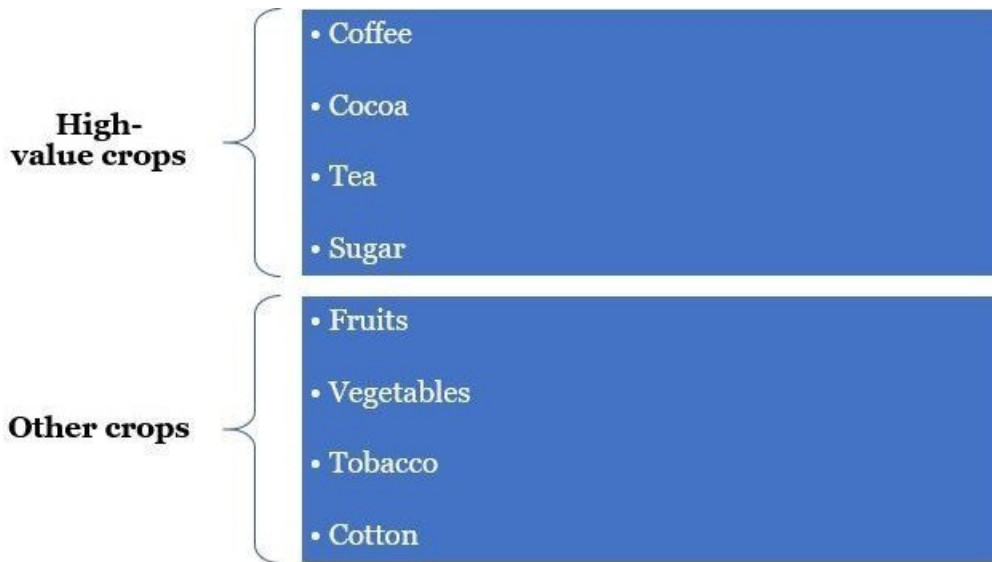 High-
value crops
• Coffee
• Cocoa
• Tea
• Sugar
Other crops
• Fruits
• Vegetables
• Tobacco
• Cotton